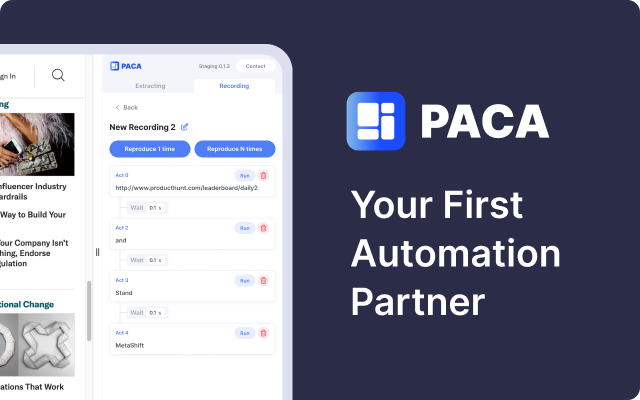 gn In
ng
nfluencer Industry
ardrails
Way to Build Your
Your Company Isn't
hing, Endorse
gulation
tional Change
ations That Work
PACA
Staging 0.1.3
Contact
Extracting
Recording
Back
New Recording 2
Reproduce 1 time
Reproduce N times
Act 0
Run
http://www.producthunt.com/leaderboard/daily2
Wait 0.1 s
Act 2
Run
and
Wait 0.1 s
Act 3
Run
Stand
Wait 0.1 s
Act 4
Run
MetaShift
PACA
Your First
Automation
Partner